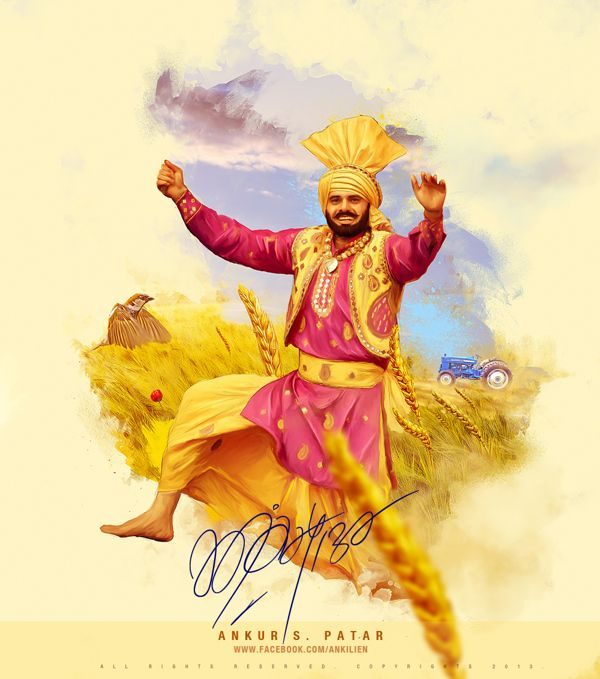 ANKUR S. PATAR
WWW.FACEBOOK.COM/ANKILIEN
ALL RIGHTS RESERVED. COPYRIGHTS 2013.